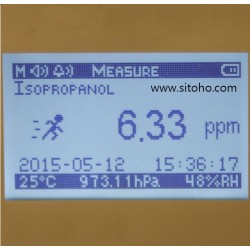 M MEASURE
ISOPROPANOL
www.sitoho.com
6.33 ppm
2015-05-12 15:36:17
25°C 973.11hPa 48%RH